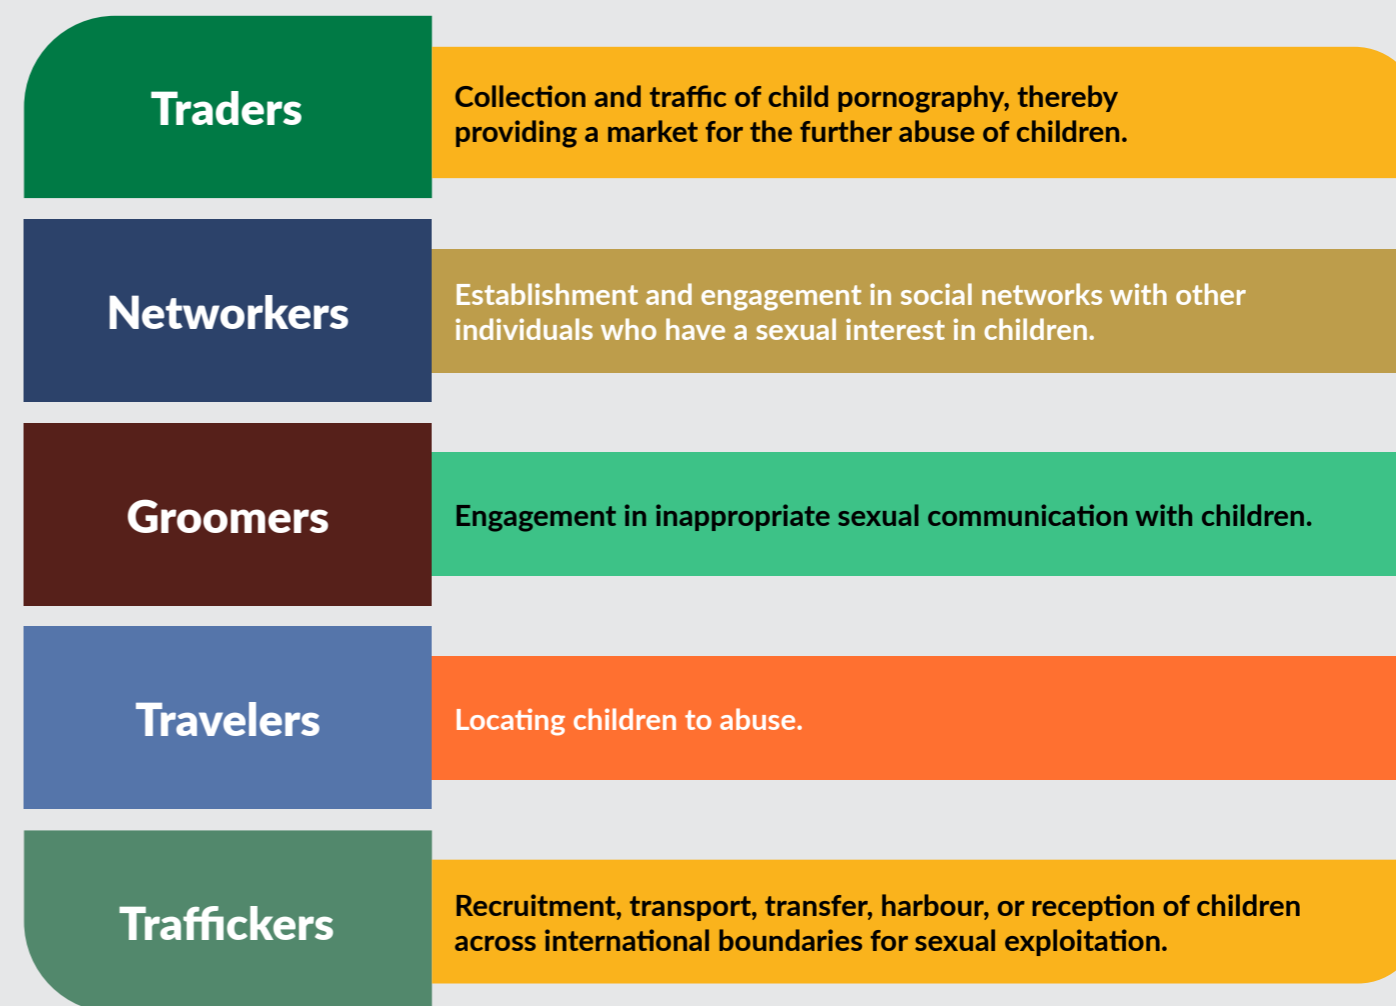 Traders
Collection and traffic of child pornography, thereby
providing a market for the further abuse of children.
Networkers
Establishment and engagement in social networks with other
individuals who have a sexual interest in children.
Groomers
Engagement in inappropriate sexual communication with children.
Travelers
Locating children to abuse.
Traffickers
Recruitment, transport, transfer, harbour, or reception of children
across international boundaries for sexual exploitation.